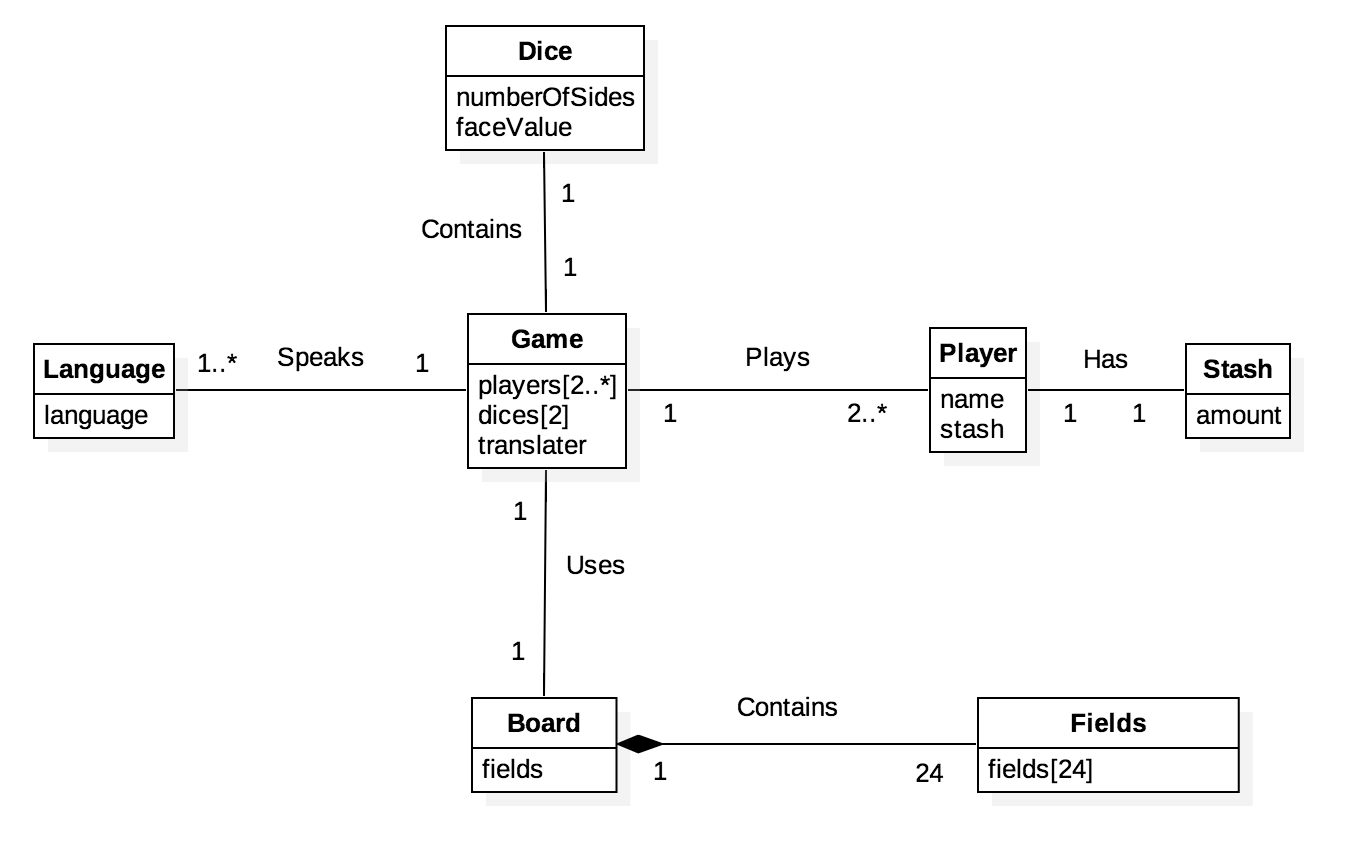 Dice
numberOfSides
faceValue
1
Contains
1
Language
language
1..*
Speaks
1
Game
players[2..*]
dices[2]
translater
Plays
1
2..*
Player
name
stash
Has
1
1
Stash
amount
1
Uses
1
Board
fields
Contains
1
24
Fields
fields[24]